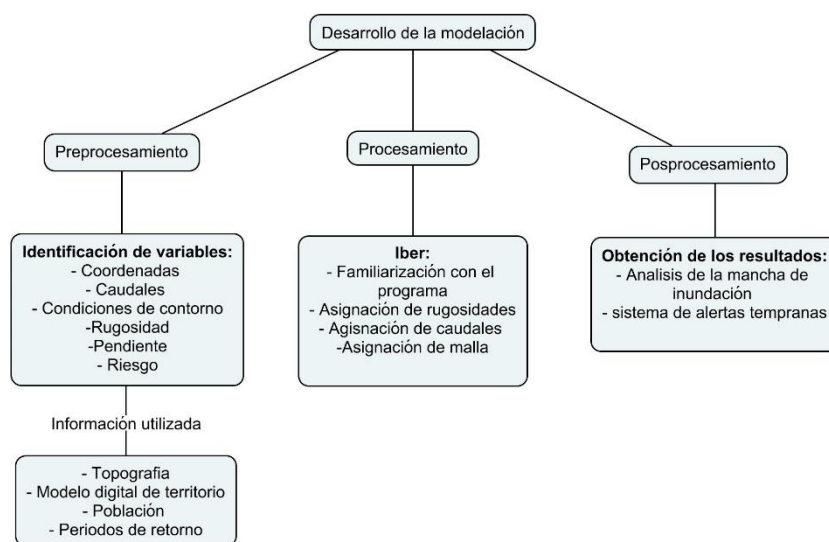 Desarrollo de la modelación
Preprocesamiento
Procesamiento
Posprocesamiento
Identificación de variables:
- Coordenadas
- Caudales
- Condiciones de contorno
-Rugosidad
-Pendiente
- Riesgo
Iber:
- Familiarización con el
programa
- Asignación de rugosidades
- Agisnación de caudales
-Asignación de malla
Obtención de los resultados:
- Analisis de la mancha de
inundación
- sistema de alertas tempranas
Información utilizada
- Topografia
- Modelo digital de territorio
- Población
- Periodos de retorno